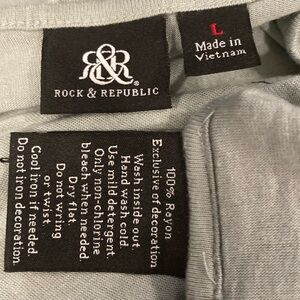 R&R®
ROCK & REPUBLIC
L
Made in
Vietnam
100% Rayon
Exclusive of decoration
Wash inside out
Hand wash cold
Use mild detergent
Only non-chlorine
bleach when needed
Dry flat
Do not wring
or twist
Cool iron if needed
Do not iron decoration